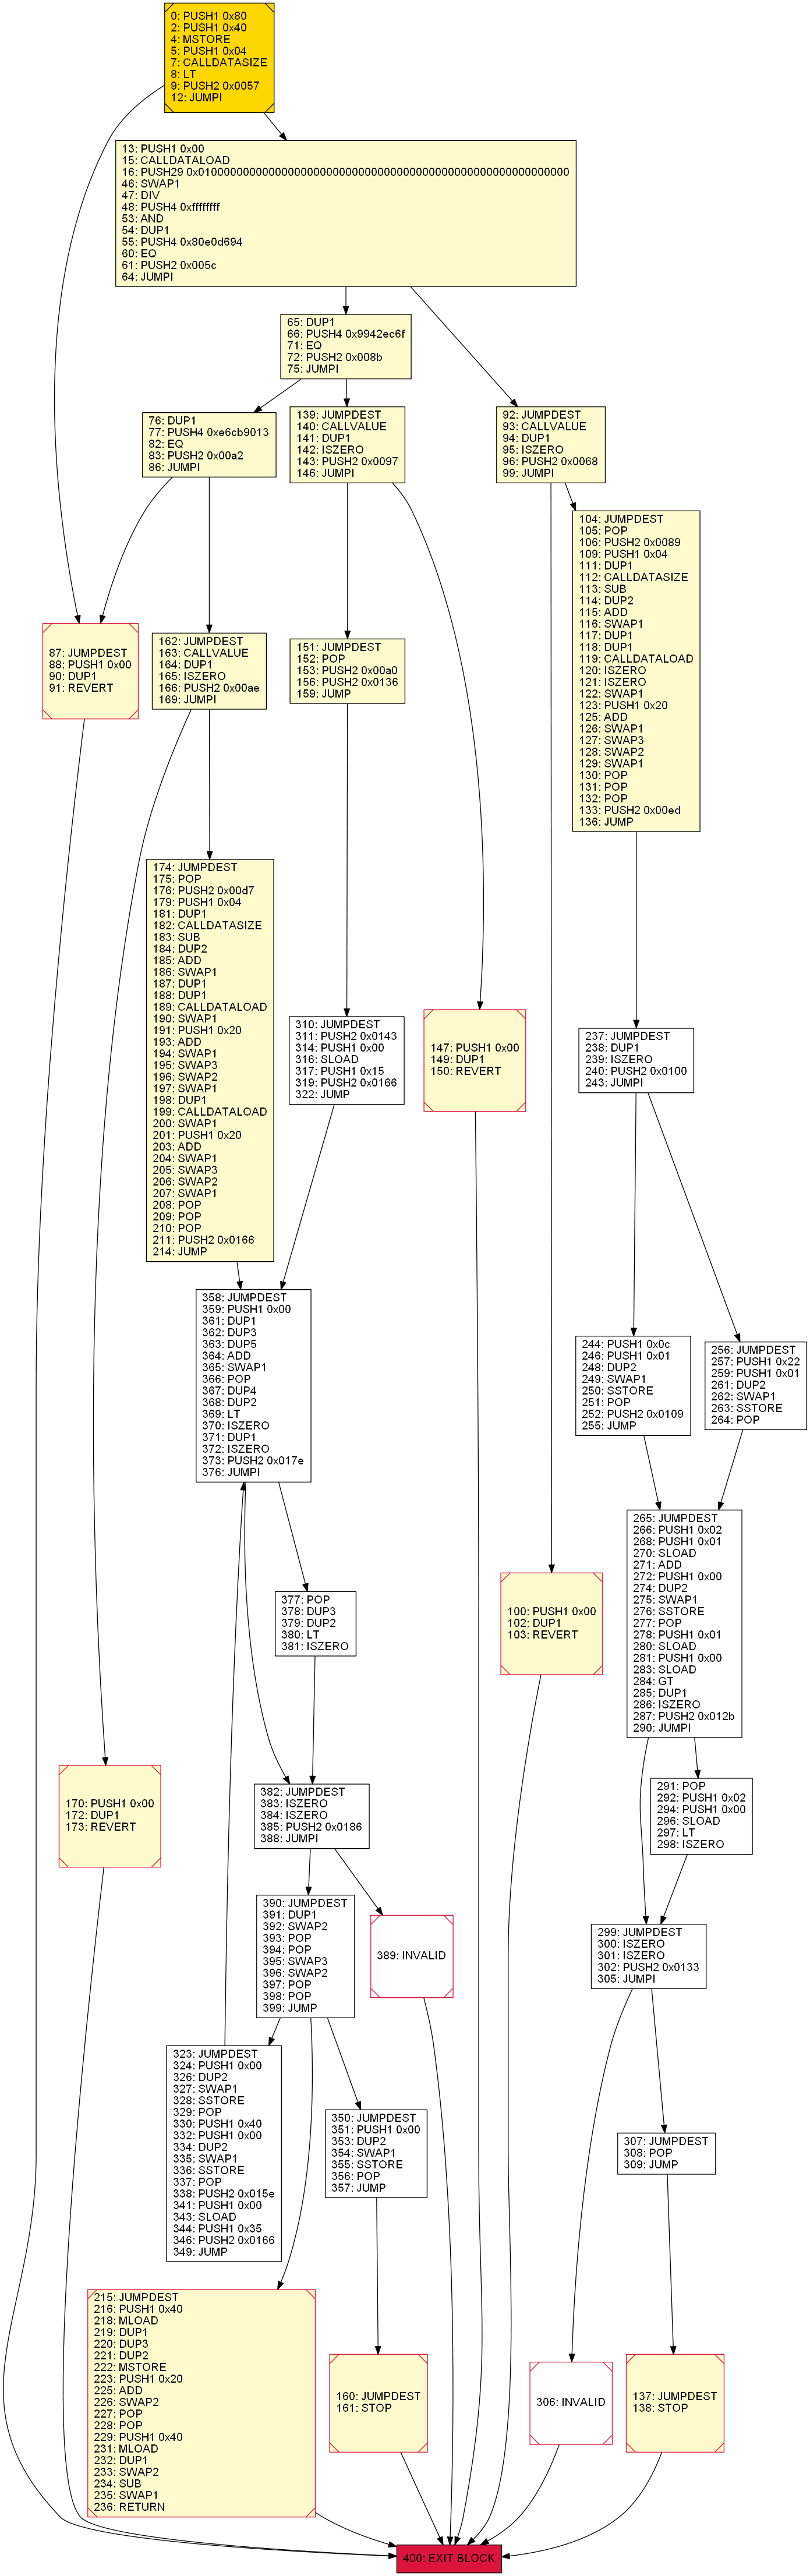 0: PUSH1 0x80
2: PUSH1 0x40
4: MSTORE
5: PUSH1 0x04
7: CALLDATASIZE
8: LT
9: PUSH2 0x0057
12: JUMPI
13: PUSH1 0x00
15: CALLDATALOAD
16: PUSH29 0x0100000000000000000000000000000000000000000000000000000000
46: SWAP1
47: DIV
48: PUSH4 0xffffffff
53: AND
54: DUP1
55: PUSH4 0x80e0d694
60: EQ
61: PUSH2 0x005c
64: JUMPI
65: DUP1
66: PUSH4 0x9942ec6f
71: EQ
72: PUSH2 0x008b
75: JUMPI
76: DUP1
77: PUSH4 0xe6cb9013
82: EQ
83: PUSH2 0x00a2
86: JUMPI
139: JUMPDEST
140: CALLVALUE
141: DUP1
142: ISZERO
143: PUSH2 0x0097
146: JUMPI
92: JUMPDEST
93: CALLVALUE
94: DUP1
95: ISZERO
96: PUSH2 0x0068
99: JUMPI
104: JUMPDEST
105: POP
106: PUSH2 0x0089
109: PUSH1 0x04
111: DUP1
112: CALLDATASIZE
113: SUB
114: DUP2
115: ADD
116: SWAP1
117: DUP1
118: DUP1
119: CALLDATALOAD
120: ISZERO
121: ISZERO
122: SWAP1
123: PUSH1 0x20
125: ADD
126: SWAP1
127: SWAP3
128: SWAP2
129: SWAP1
130: POP
131: POP
132: POP
133: PUSH2 0x00ed
136: JUMP
87: JUMPDEST
88: PUSH1 0x00
90: DUP1
91: REVERT
162: JUMPDEST
163: CALLVALUE
164: DUP1
165: ISZERO
166: PUSH2 0x00ae
169: JUMPI
151: JUMPDEST
152: POP
153: PUSH2 0x00a0
156: PUSH2 0x0136
159: JUMP
174: JUMPDEST
175: POP
176: PUSH2 0x00d7
179: PUSH1 0x04
181: DUP1
182: CALLDATASIZE
183: SUB
184: DUP2
185: ADD
186: SWAP1
187: DUP1
188: DUP1
189: CALLDATALOAD
190: SWAP1
191: PUSH1 0x20
193: ADD
194: SWAP1
195: SWAP3
196: SWAP2
197: SWAP1
198: DUP1
199: CALLDATALOAD
200: SWAP1
201: PUSH1 0x20
203: ADD
204: SWAP1
205: SWAP3
206: SWAP2
207: SWAP1
208: POP
209: POP
210: POP
211: PUSH2 0x0166
214: JUMP
310: JUMPDEST
311: PUSH2 0x0143
314: PUSH1 0x00
316: SLOAD
317: PUSH1 0x15
319: PUSH2 0x0166
322: JUMP
147: PUSH1 0x00
149: DUP1
150: REVERT
237: JUMPDEST
238: DUP1
239: ISZERO
240: PUSH2 0x0100
243: JUMPI
358: JUMPDEST
359: PUSH1 0x00
361: DUP1
362: DUP3
363: DUP5
364: ADD
365: SWAP1
366: POP
367: DUP4
368: DUP2
369: LT
370: ISZERO
371: DUP1
372: ISZERO
373: PUSH2 0x017e
376: JUMPI
244: PUSH1 0x0c
246: PUSH1 0x01
248: DUP2
249: SWAP1
250: SSTORE
251: POP
252: PUSH2 0x0109
255: JUMP
256: JUMPDEST
257: PUSH1 0x22
259: PUSH1 0x01
261: DUP2
262: SWAP1
263: SSTORE
264: POP
265: JUMPDEST
266: PUSH1 0x02
268: PUSH1 0x01
270: SLOAD
271: ADD
272: PUSH1 0x00
274: DUP2
275: SWAP1
276: SSTORE
277: POP
278: PUSH1 0x01
280: SLOAD
281: PUSH1 0x00
283: SLOAD
284: GT
285: DUP1
286: ISZERO
287: PUSH2 0x012b
290: JUMPI
377: POP
378: DUP3
379: DUP2
380: LT
381: ISZERO
100: PUSH1 0x00
102: DUP1
103: REVERT
170: PUSH1 0x00
172: DUP1
173: REVERT
382: JUMPDEST
383: ISZERO
384: ISZERO
385: PUSH2 0x0186
388: JUMPI
291: POP
292: PUSH1 0x02
294: PUSH1 0x00
296: SLOAD
297: LT
298: ISZERO
390: JUMPDEST
391: DUP1
392: SWAP2
393: POP
394: POP
395: SWAP3
396: SWAP2
397: POP
398: POP
399: JUMP
389: INVALID
299: JUMPDEST
300: ISZERO
301: ISZERO
302: PUSH2 0x0133
305: JUMPI
323: JUMPDEST
324: PUSH1 0x00
326: DUP2
327: SWAP1
328: SSTORE
329: POP
330: PUSH1 0x40
332: PUSH1 0x00
334: DUP2
335: SWAP1
336: SSTORE
337: POP
338: PUSH2 0x015e
341: PUSH1 0x00
343: SLOAD
344: PUSH1 0x35
346: PUSH2 0x0166
349: JUMP
350: JUMPDEST
351: PUSH1 0x00
353: DUP2
354: SWAP1
355: SSTORE
356: POP
357: JUMP
307: JUMPDEST
308: POP
309: JUMP
215: JUMPDEST
216: PUSH1 0x40
218: MLOAD
219: DUP1
220: DUP3
221: DUP2
222: MSTORE
223: PUSH1 0x20
225: ADD
226: SWAP2
227: POP
228: POP
229: PUSH1 0x40
231: MLOAD
232: DUP1
233: SWAP2
234: SUB
235: SWAP1
236: RETURN
160: JUMPDEST
161: STOP
306: INVALID
137: JUMPDEST
138: STOP
400: EXIT BLOCK